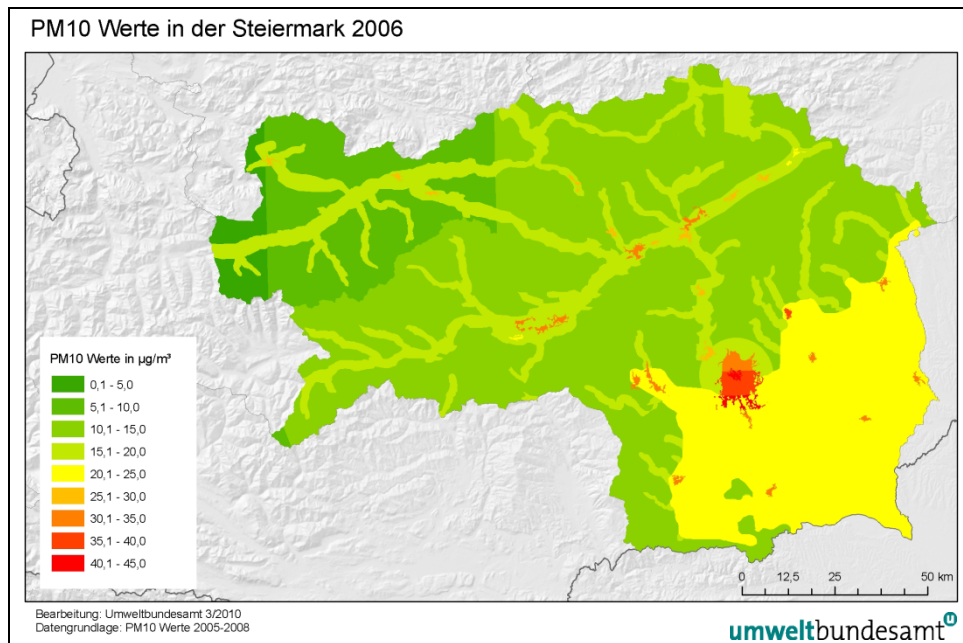 PM10 Werte in der Steiermark 2006
PM10 Werte in µg/m³
0,1 - 5,0
5,1 - 10,0
10,1 - 15,0
15,1 - 20,0
20,1 - 25,0
25,1 - 30,0
30,1 - 35,0
35,1 - 40,0
40,1 - 45,0
0 12,5 25 50 km
Bearbeitung: Umweltbundesamt 3/2010
Datengrundlage: PM10 Werte 2005-2008
umweltbundesamt u